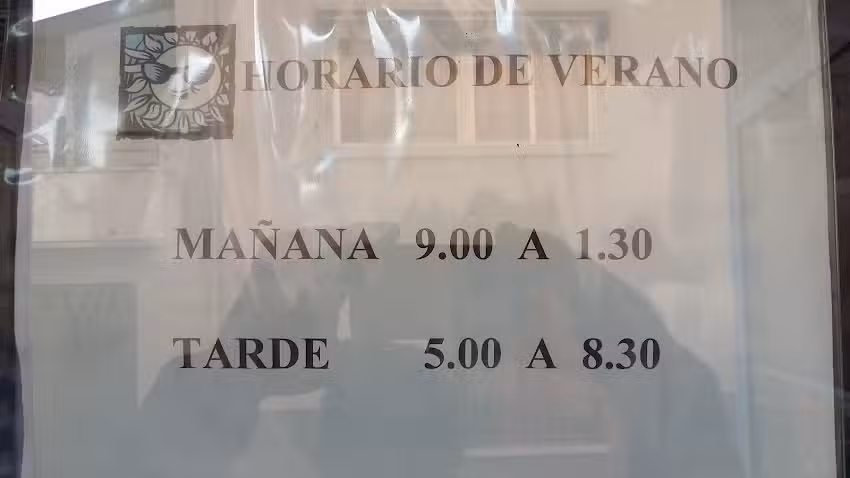 HORARIO DE VERANO
MAÑANA 9.00 A 1.30
TARDE 5.00 A 8.30